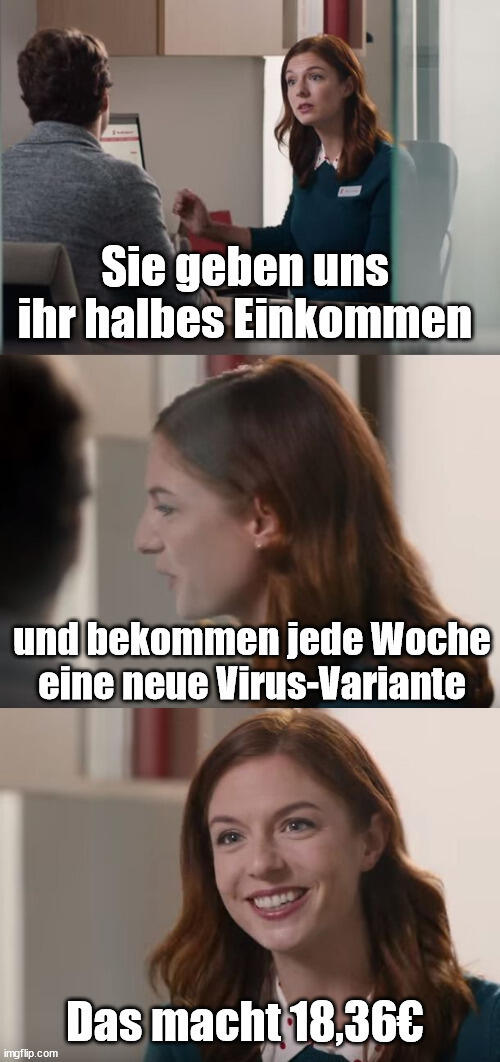 Sie geben uns
ihr halbes Einkommen
und bekommen jede Woche
eine neue Virus-Variante
Das macht 18,36€
imgflip.com